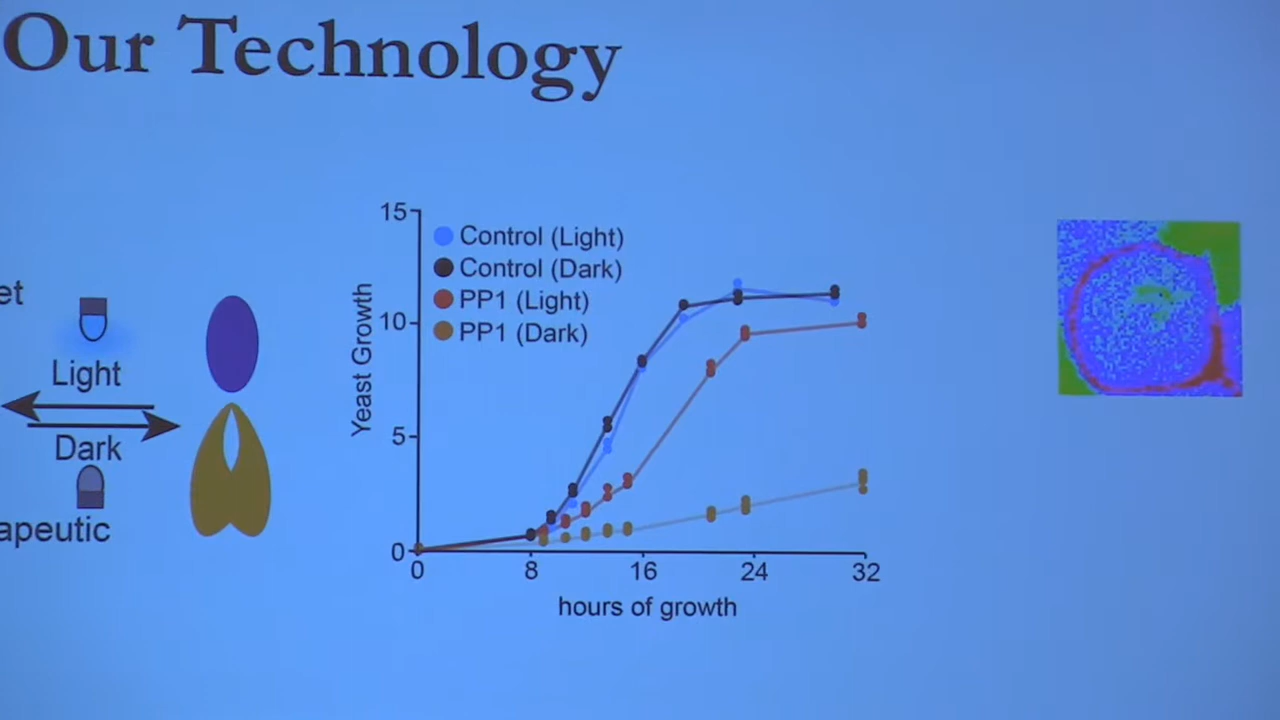 Our Technology
et
Light
Dark
apeutic
Yeast Growth
15
10
5
0
Control (Light)
Control (Dark)
PP1 (Light)
PP1 (Dark)
0 8 16 24 32
hours of growth